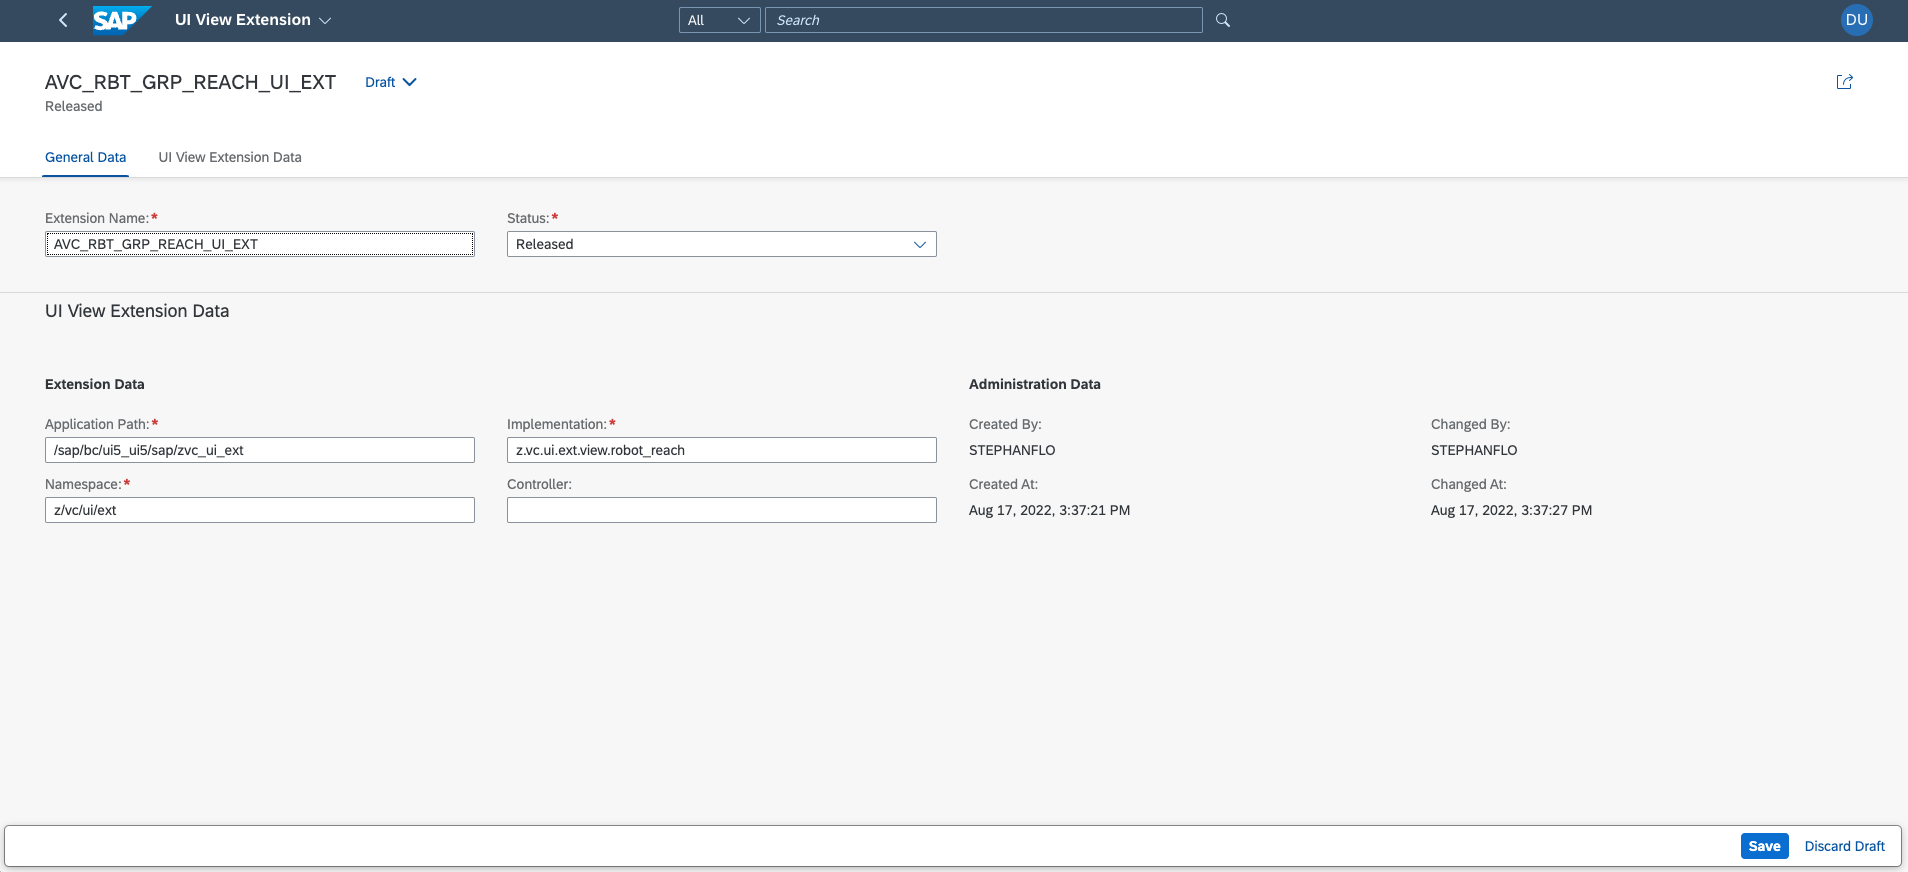 SAP UI View Extension All Search DU
AVC_RBT_GRP_REACH_UI_EXT Draft
Released
General Data UI View Extension Data
Extension Name:* Status:*
AVC_RBT_GRP_REACH_UI_EXT Released
UI View Extension Data
Extension Data Administration Data
Application Path:* Implementation:* Created By: Changed By:
/sap/bc/ui5_ui5/sap/zvc_ui_ext z.vc.ui.ext.view.robot_reach STEPHANFLO STEPHANFLO
Namespace:* Controller: Created At: Changed At:
z/vc/ui/ext Aug 17, 2022, 3:37:21 PM Aug 17, 2022, 3:37:27 PM
Save Discard Draft